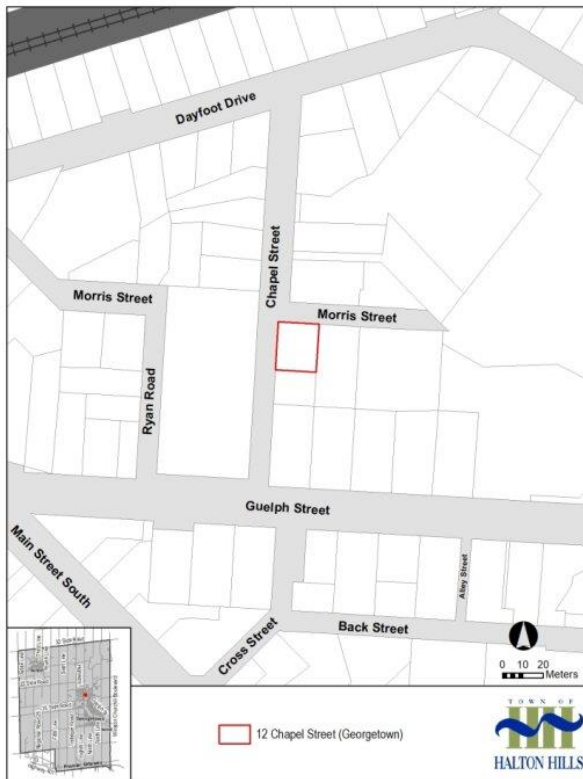 Dayfoot Drive
Chapel Street
Morris Street
Morris Street
Ryan Road
Guelph Street
Main Street South
Alley Street
Back Street
Cross Street
0 10 20
Meters
Georgetown
12 Chapel Street (Georgetown)
TOWN OF
HALTON HILLS